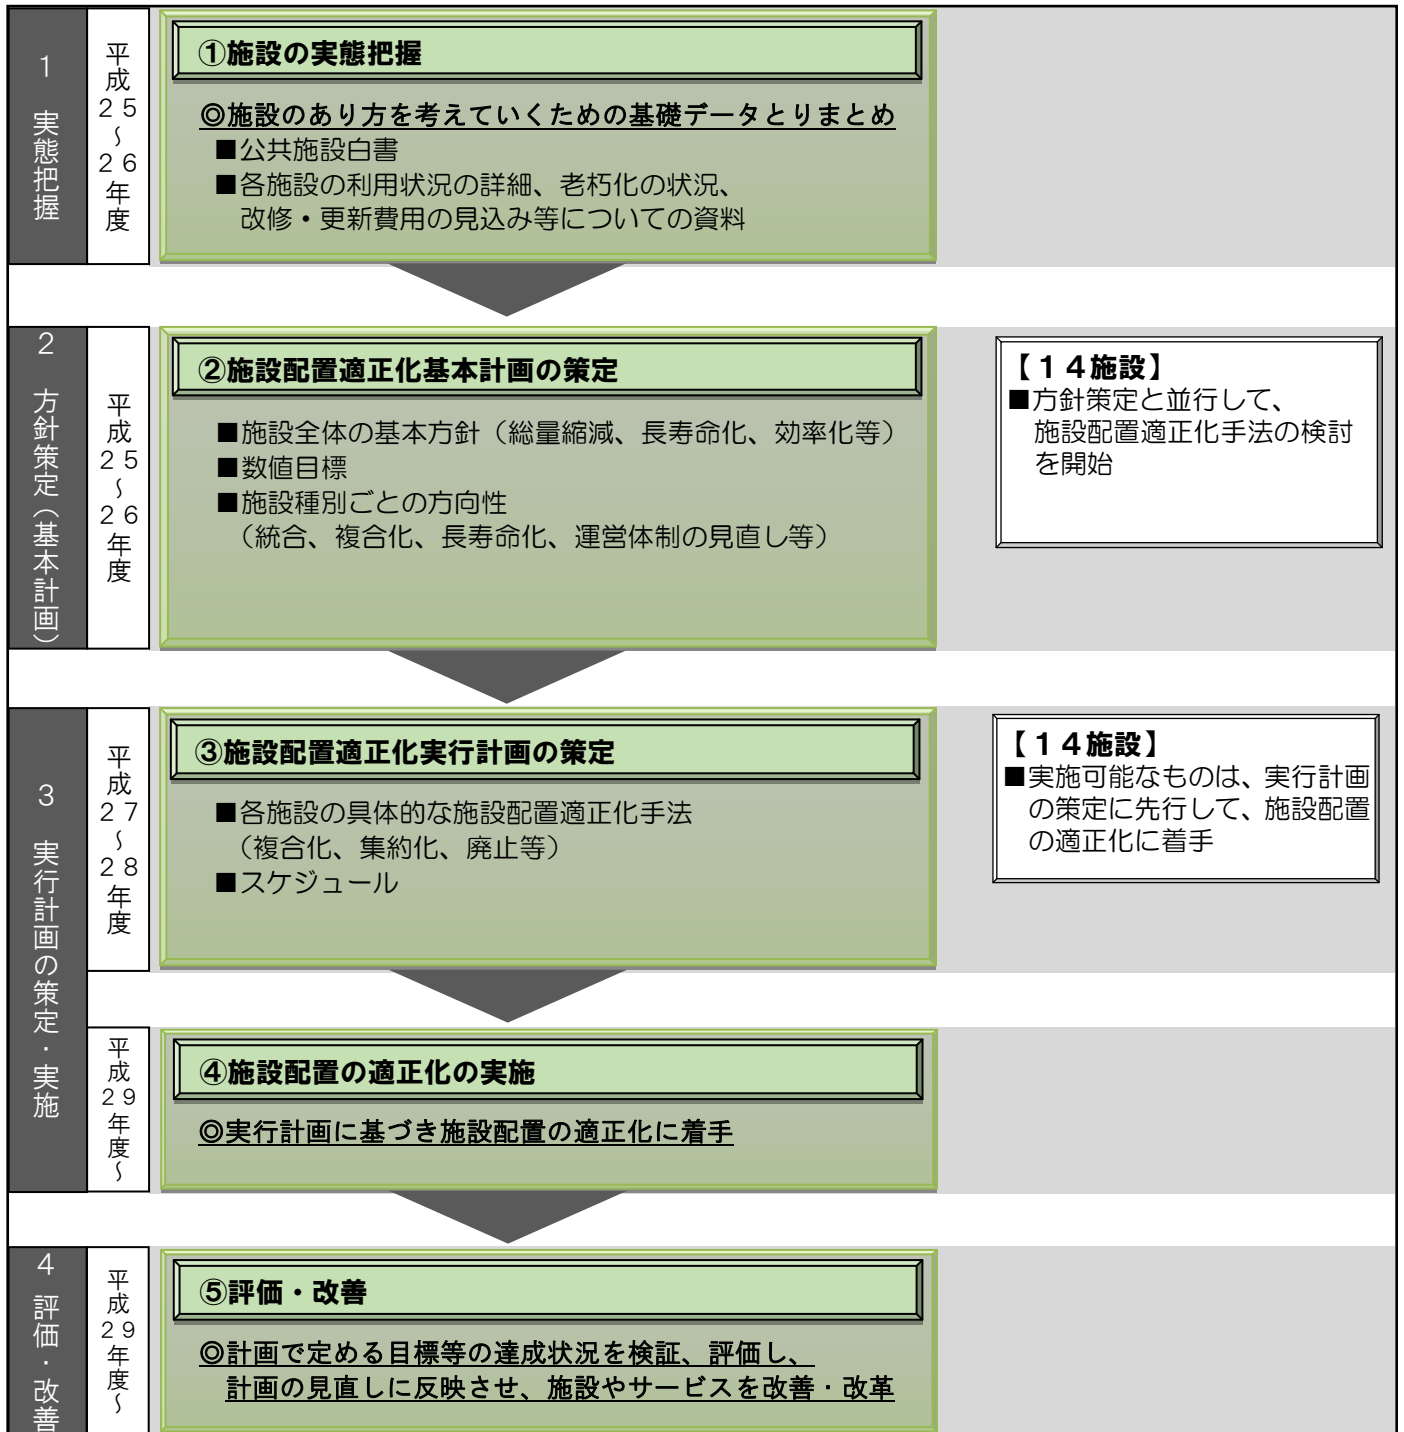 １　実態把握
平成２５～２６年度
①施設の実態把握
◎施設のあり方を考えていくための基礎データとりまとめ
■公共施設白書
■各施設の利用状況の詳細、老朽化の状況、
改修・更新費用の見込み等についての資料
２　方針策定（基本計画）
平成２５～２６年度
②施設配置適正化基本計画の策定
■施設全体の基本方針（総量縮減、長寿命化、効率化等）
■数値目標
■施設種別ごとの方向性
（統合、複合化、長寿命化、運営体制の見直し等）
【１４施設】
■方針策定と並行して、
施設配置適正化手法の検討
を開始
３　実行計画の策定・実施
平成２７～２８年度
③施設配置適正化実行計画の策定
■各施設の具体的な施設配置適正化手法
（複合化、集約化、廃止等）
■スケジュール
【１４施設】
■実施可能なものは、実行計画
の策定に先行して、施設配置
の適正化に着手
平成２９年度～
④施設配置の適正化の実施
◎実行計画に基づき施設配置の適正化に着手
４　評価・改善
平成２９年度～
⑤評価・改善
◎計画で定める目標等の達成状況を検証、評価し、
計画の見直しに反映させ、施設やサービスを改善・改革